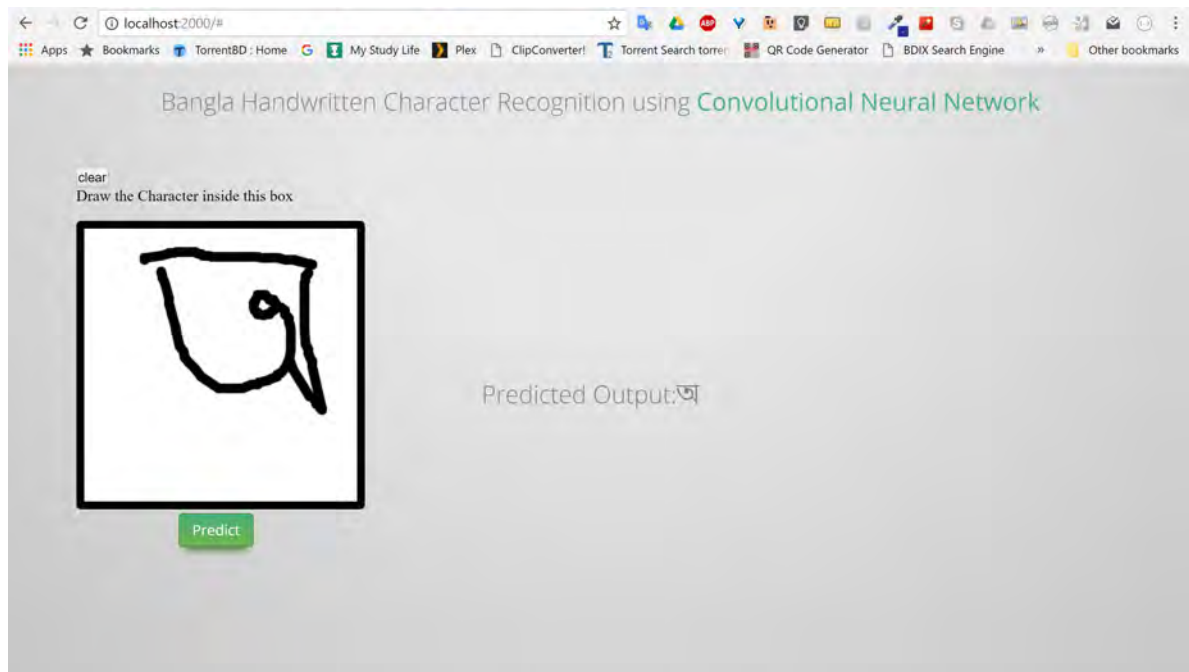 localhost:2000/#
Apps Bookmarks TorrentBD : Home My Study Life Plex ClipConverter! Torrent Search torre QR Code Generator BDIX Search Engine » Other bookmarks
Bangla Handwritten Character Recognition using Convolutional Neural Network
clear
Draw the Character inside this box
অ
Predicted Output:অ
Predict